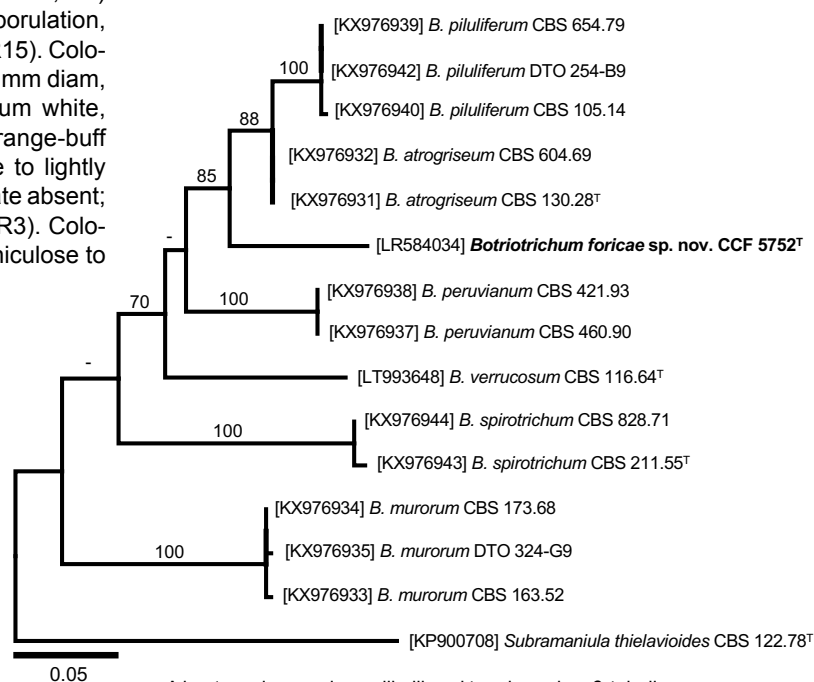 porulation,
15). Colo-
mm diam,
um white,
range-buff
e to lightly
te absent;
R3). Colo-
niculose to
[KX976939] B. piluliferum CBS 654.79
100
[KX976942] B. piluliferum DTO 254-B9
[KX976940] B. piluliferum CBS 105.14
88
[KX976932] B. atrogriseum CBS 604.69
85
[KX976931] B. atrogriseum CBS 130.28ᵀ
-
[LR584034] Botriotrichum foricae sp. nov. CCF 5752ᵀ
[KX976938] B. peruvianum CBS 421.93
100
70
[KX976937] B. peruvianum CBS 460.90
-
[LT993648] B. verrucosum CBS 116.64ᵀ
[KX976944] B. spirotrichum CBS 828.71
100
[KX976943] B. spirotrichum CBS 211.55ᵀ
[KX976934] B. murorum CBS 173.68
100
[KX976935] B. murorum DTO 324-G9
[KX976933] B. murorum CBS 163.52
[KP900708] Subramaniula thielavioides CBS 122.78ᵀ
0.05